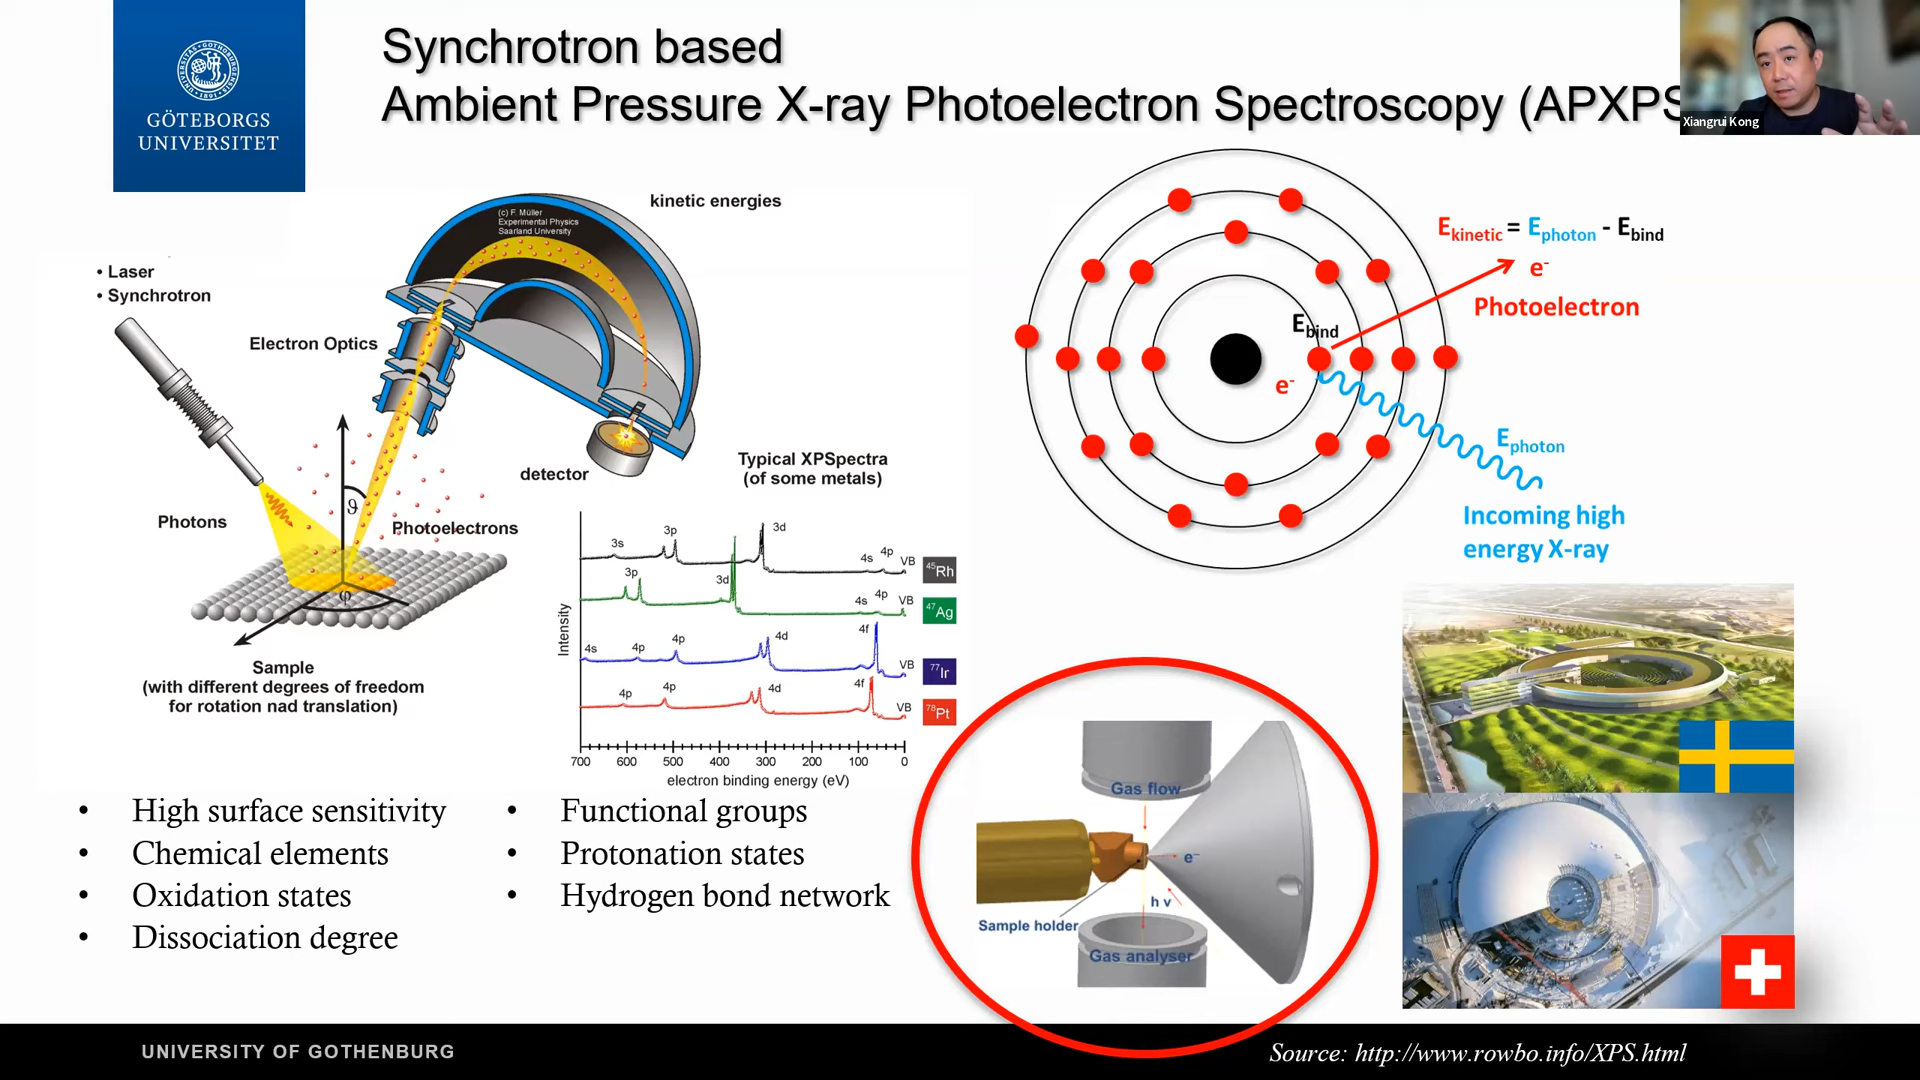 GÖTEBORGS
UNIVERSITET
Synchrotron based
Ambient Pressure X-ray Photoelectron Spectroscopy (APXPS
Xiangrui Kong
kinetic energies
(c) F. Müller
Experimental Physics
Saarland University
• Laser
• Synchrotron
Electron Optics
detector
Photons
Photoelectrons
ϑ
φ
Sample
(with different degrees of freedom
for rotation nad translation)
Typical XPSpectra
(of some metals)
3s
3p
3d
4s
4p
VB
45Rh
3p
3d
4s
4p
VB
47Ag
4s
4p
4p
4d
4f
VB
77Ir
4p
4p
4d
4f
VB
78Pt
Intensity
700 600 500 400 300 200 100 0
electron binding energy (eV)
Ekinetic = Ephoton - Ebind
e-
Photoelectron
Ebind
e-
Ephoton
Incoming high
energy X-ray
• High surface sensitivity
• Chemical elements
• Oxidation states
• Dissociation degree
• Functional groups
• Protonation states
• Hydrogen bond network
Gas flow
e−
h v
Sample holder
Gas analyser
UNIVERSITY OF GOTHENBURG
Source: http://www.rowbo.info/XPS.html